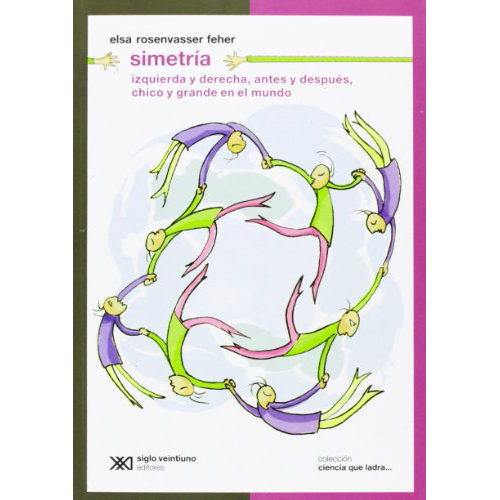 elsa rosenvasser feher
simetría
izquierda y derecha, antes y después,
chico y grande en el mundo
siglo veintiuno
editores
colección
ciencia que ladra...